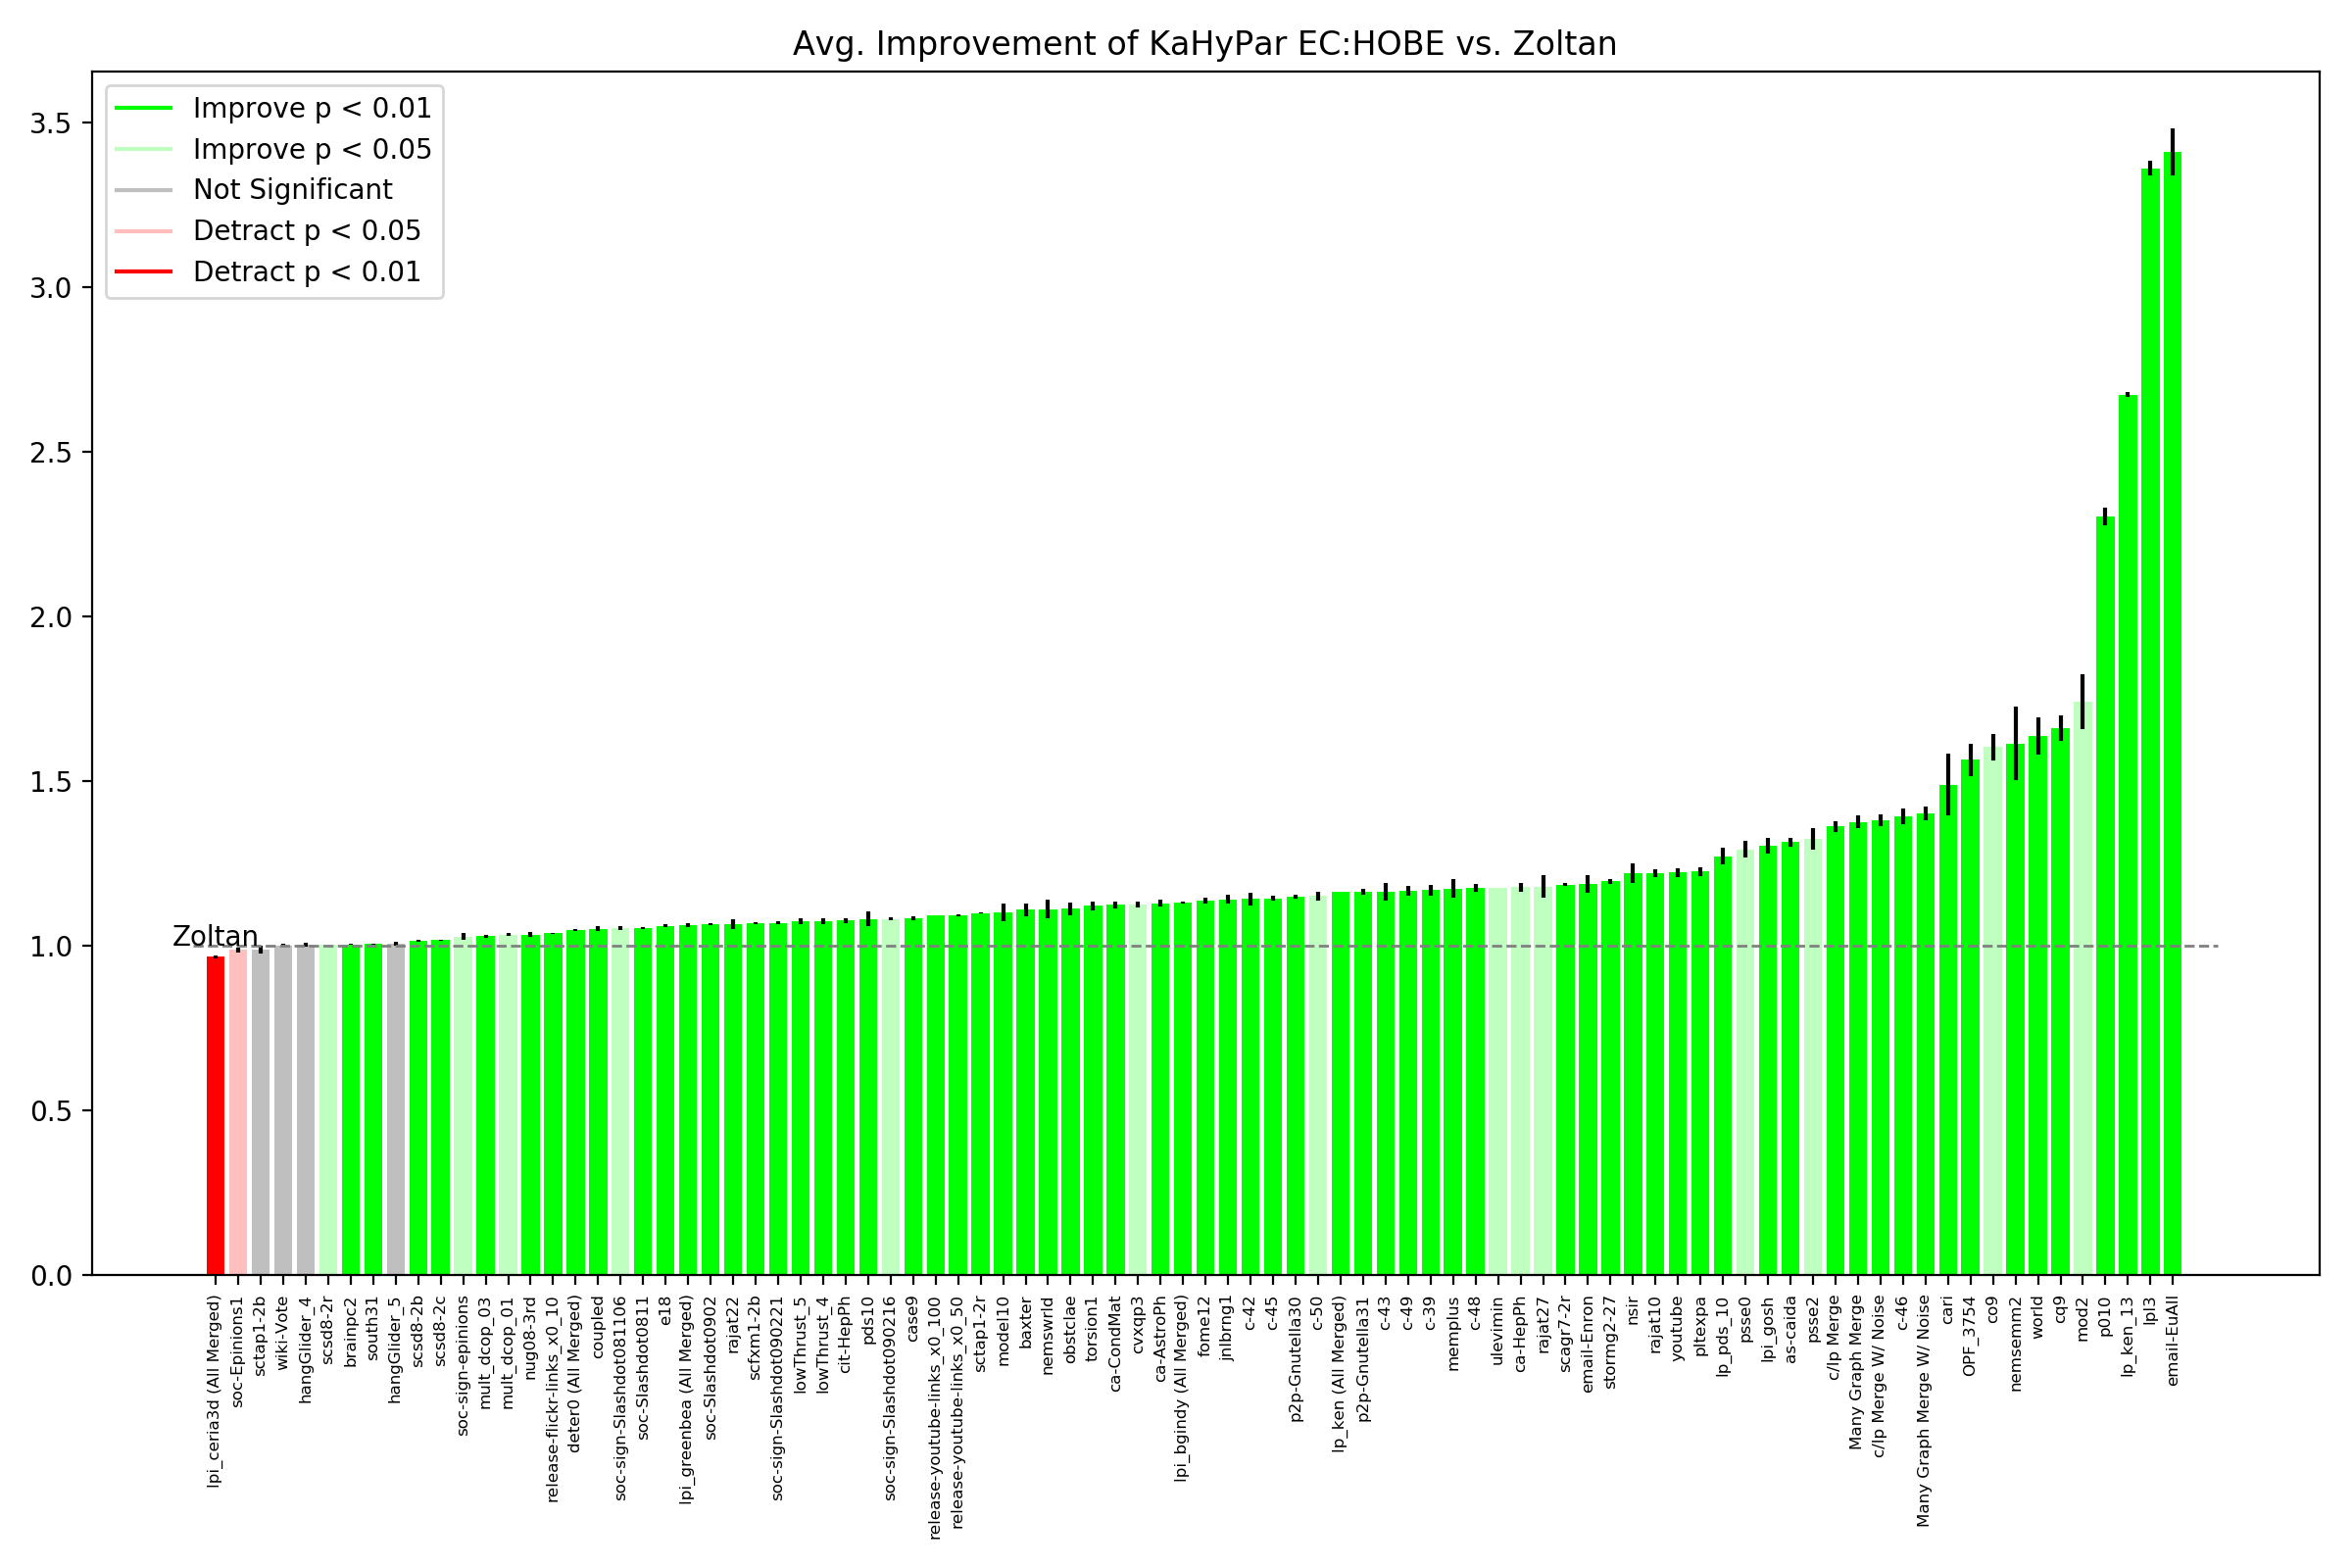 Avg. Improvement of KaHyPar EC:HOBE vs. Zoltan
Improve p < 0.01
Improve p < 0.05
Not Significant
Detract p < 0.05
Detract p < 0.01
3.5
3.0
2.5
2.0
1.5
1.0
0.5
0.0
Zoltan
lpi_ceria3d (All Merged)
soc-Epinions1
sctap1-2b
wiki-Vote
hangGlider_4
scsd8-2r
brainpc2
south31
hangGlider_5
scsd8-2b
scsd8-2c
soc-sign-epinions
mult_dcop_03
mult_dcop_01
nug08-3rd
release-flickr-links_x0_10
deter0 (All Merged)
coupled
soc-sign-Slashdot081106
soc-Slashdot0811
e18
lpi_greenbea (All Merged)
soc-Slashdot0902
rajat22
scfxm1-2b
soc-sign-Slashdot090221
lowThrust_5
lowThrust_4
cit-HepPh
pds10
soc-sign-Slashdot090216
case9
release-youtube-links_x0_100
release-youtube-links_x0_50
sctap1-2r
model10
baxter
nemswrld
obstclae
torsion1
ca-CondMat
cvxqp3
ca-AstroPh
lpi_bgindy (All Merged)
fome12
jnlbrng1
c-42
c-45
p2p-Gnutella30
c-50
lp_ken (All Merged)
p2p-Gnutella31
c-43
c-49
c-39
memplus
c-48
ulevimin
ca-HepPh
rajat27
scagr7-2r
email-Enron
stormg2-27
nsir
rajat10
youtube
pltexpa
lp_pds_10
psse0
lpi_gosh
as-caida
psse2
c/lp Merge
Many Graph Merge
c/lp Merge W/ Noise
c-46
Many Graph Merge W/ Noise
cari
OPF_3754
co9
nemsemm2
world
cq9
mod2
p010
lp_ken_13
lpl3
email-EuAll